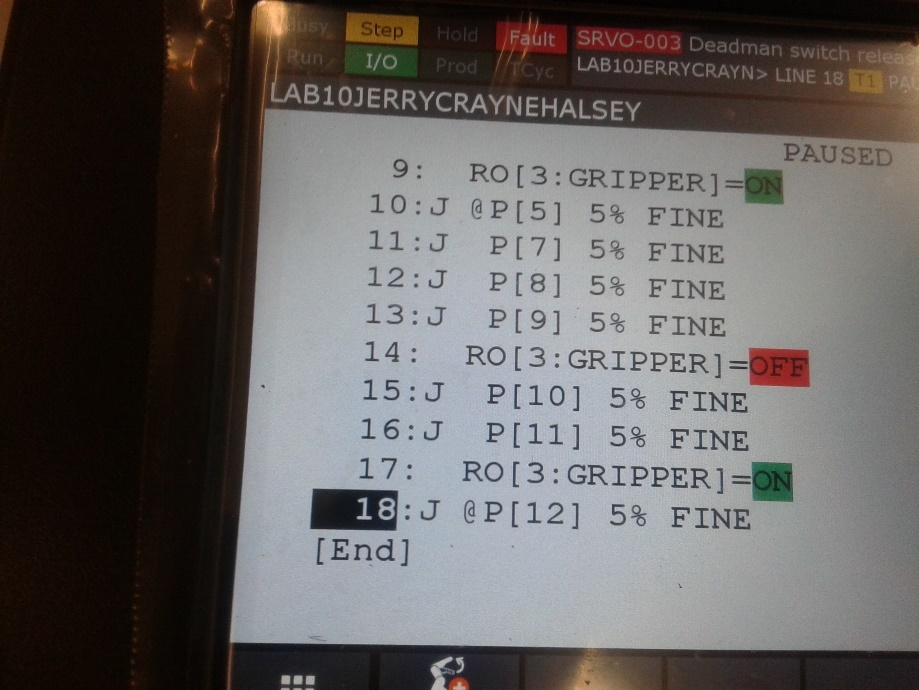 Busy Step Hold Fault SRVO-003 Deadman switch
Run I/O Prod TCyc LAB10JERRYCRAYN> LINE 18 T1
LAB10JERRYCRAYNEHALSEY
PAUSED
9: RO[3:GRIPPER]=ON
10:J @P[5] 5% FINE
11:J P[7] 5% FINE
12:J P[8] 5% FINE
13:J P[9] 5% FINE
14: RO[3:GRIPPER]=OFF
15:J P[10] 5% FINE
16:J P[11] 5% FINE
17: RO[3:GRIPPER]=ON
18:J @P[12] 5% FINE
[End]